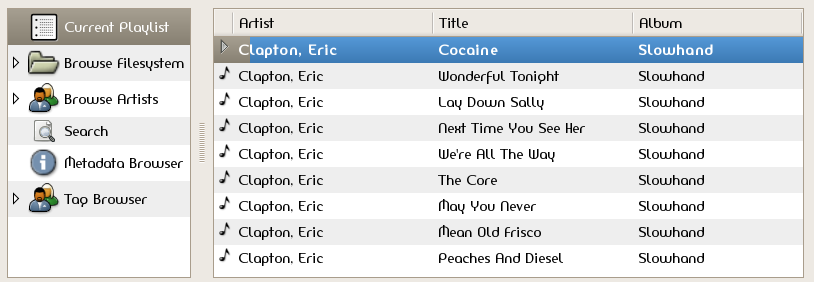 Current Playlist
Browse Filesystem
Browse Artists
Search
Metadata Browser
Tag Browser
Artist Title Album
Clapton, Eric Cocaine Slowhand
Clapton, Eric Wonderful Tonight Slowhand
Clapton, Eric Lay Down Sally Slowhand
Clapton, Eric Next Time You See Her Slowhand
Clapton, Eric We're All The Way Slowhand
Clapton, Eric The Core Slowhand
Clapton, Eric May You Never Slowhand
Clapton, Eric Mean Old Frisco Slowhand
Clapton, Eric Peaches And Diesel Slowhand